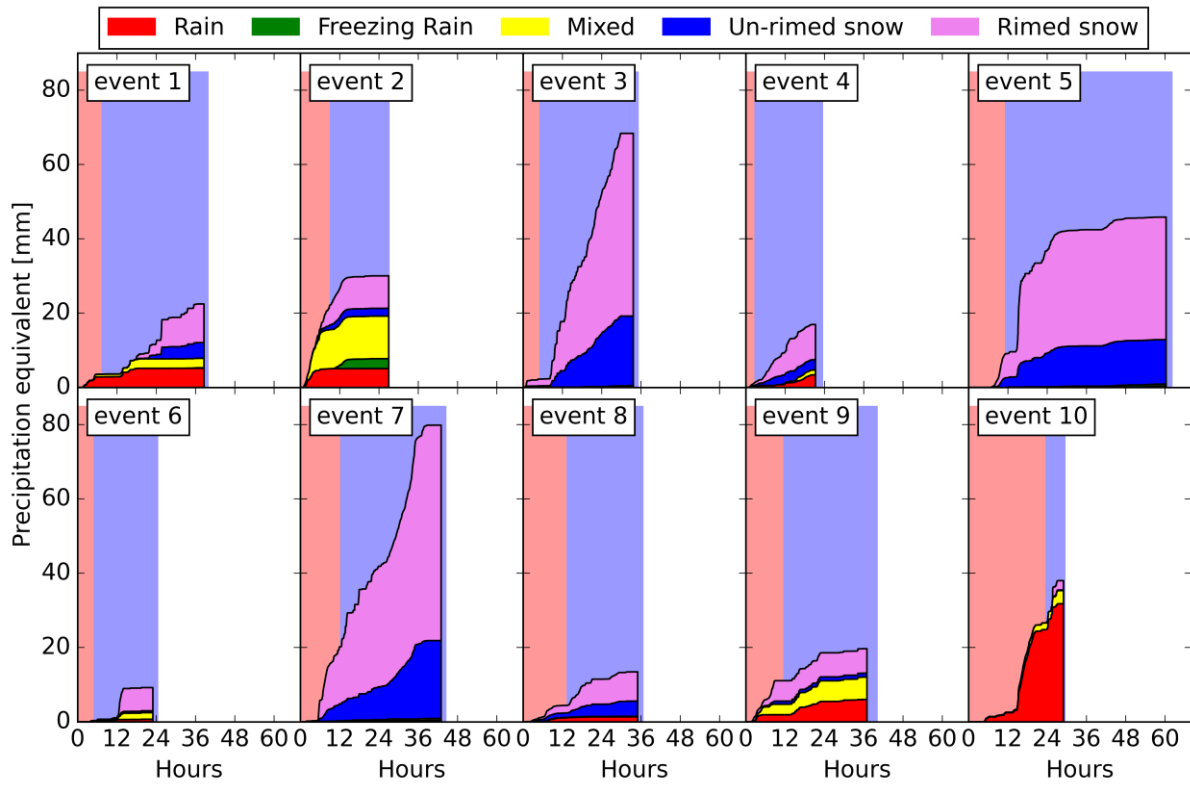 Rain Freezing Rain Mixed Un-rimed snow Rimed snow
event 1 event 2 event 3 event 4 event 5
80
60
40
20
0
event 6 event 7 event 8 event 9 event 10
80
60
40
20
0
Precipitation equivalent [mm]
0 12 24 36 48 60 0 12 24 36 48 60 0 12 24 36 48 60 0 12 24 36 48 60 0 12 24 36 48 60
Hours Hours Hours Hours Hours